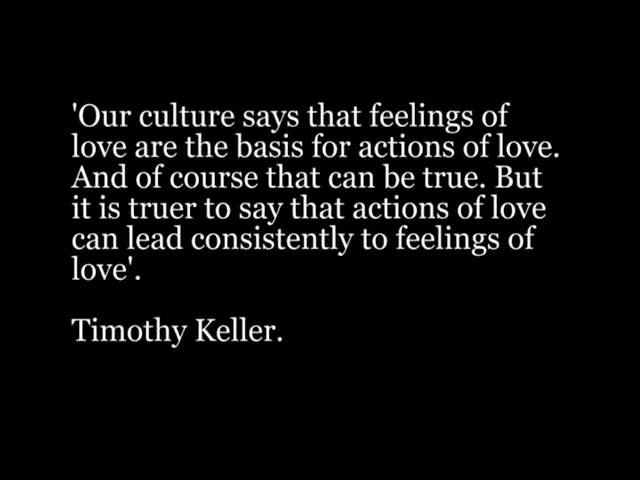 'Our culture says that feelings of
love are the basis for actions of love.
And of course that can be true. But
it is truer to say that actions of love
can lead consistently to feelings of
love'.
Timothy Keller.